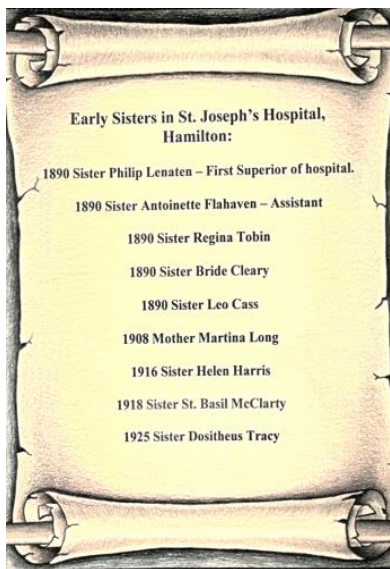 Early Sisters in St. Joseph's Hospital,
Hamilton:
1890 Sister Philip Lenaten – First Superior of hospital.
1890 Sister Antoinette Flahaven – Assistant
1890 Sister Regina Tobin
1890 Sister Bride Cleary
1890 Sister Leo Cass
1908 Mother Martina Long
1916 Sister Helen Harris
1918 Sister St. Basil McClarty
1925 Sister Dositheus Tracy